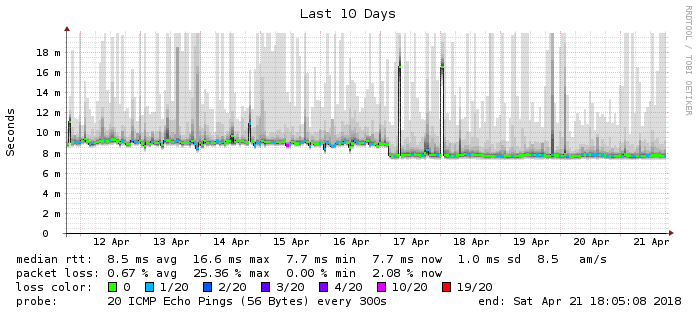 Last 10 Days
RRDTOOL / TOBI OETIKER
Seconds
18 m
16 m
14 m
12 m
10 m
8 m
6 m
4 m
2 m
0
12 Apr 13 Apr 14 Apr 15 Apr 16 Apr 17 Apr 18 Apr 19 Apr 20 Apr 21 Apr
median rtt: 8.5 ms avg 16.6 ms max 7.7 ms min 7.7 ms now 1.0 ms sd 8.5 am/s
packet loss: 0.67 % avg 25.36 % max 0.00 % min 2.08 % now
loss color: 0 1/20 2/20 3/20 4/20 10/20 19/20
probe: 20 ICMP Echo Pings (56 Bytes) every 300s end: Sat Apr 21 18:05:08 2018